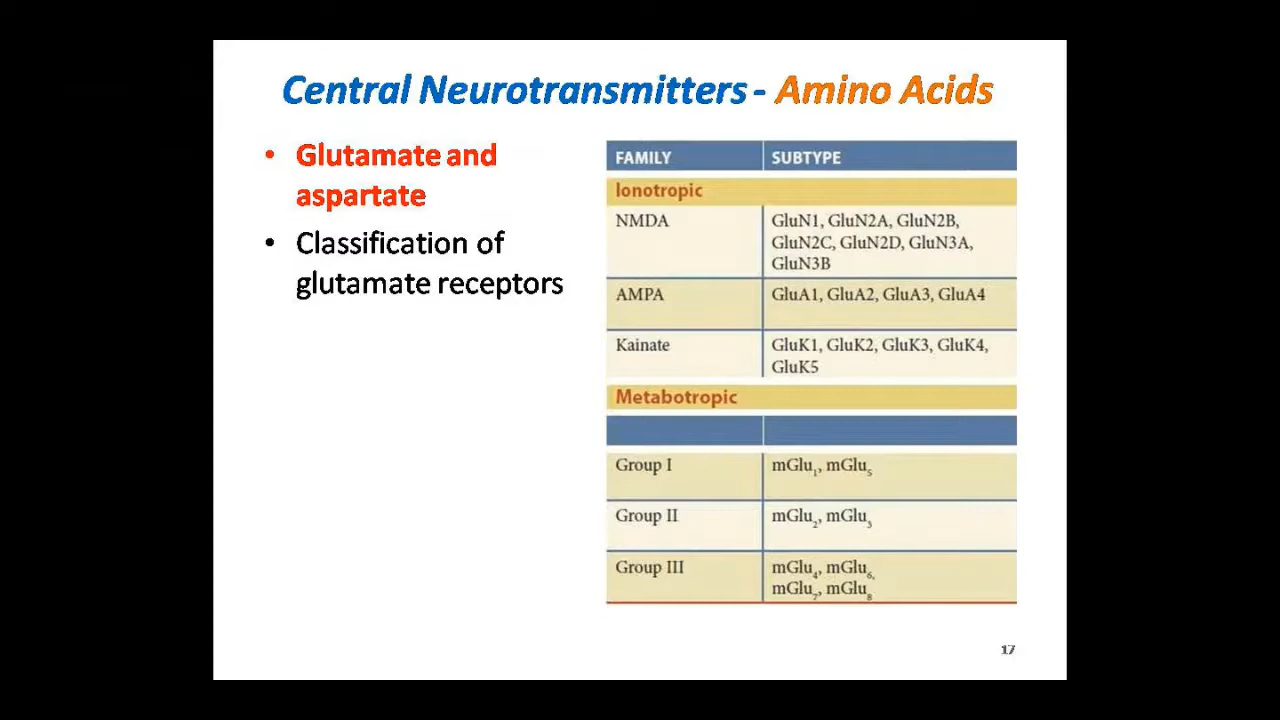 Central Neurotransmitters - Amino Acids
• Glutamate and
aspartate
• Classification of
glutamate receptors
FAMILY SUBTYPE
Ionotropic
NMDA GluN1, GluN2A, GluN2B,
GluN2C, GluN2D, GluN3A,
GluN3B
AMPA GluA1, GluA2, GluA3, GluA4
Kainate GluK1, GluK2, GluK3, GluK4,
GluK5
Metabotropic
Group I mGlu₁, mGlu₅
Group II mGlu₂, mGlu₃
Group III mGlu₄, mGlu₆,
mGlu₇, mGlu₈
17